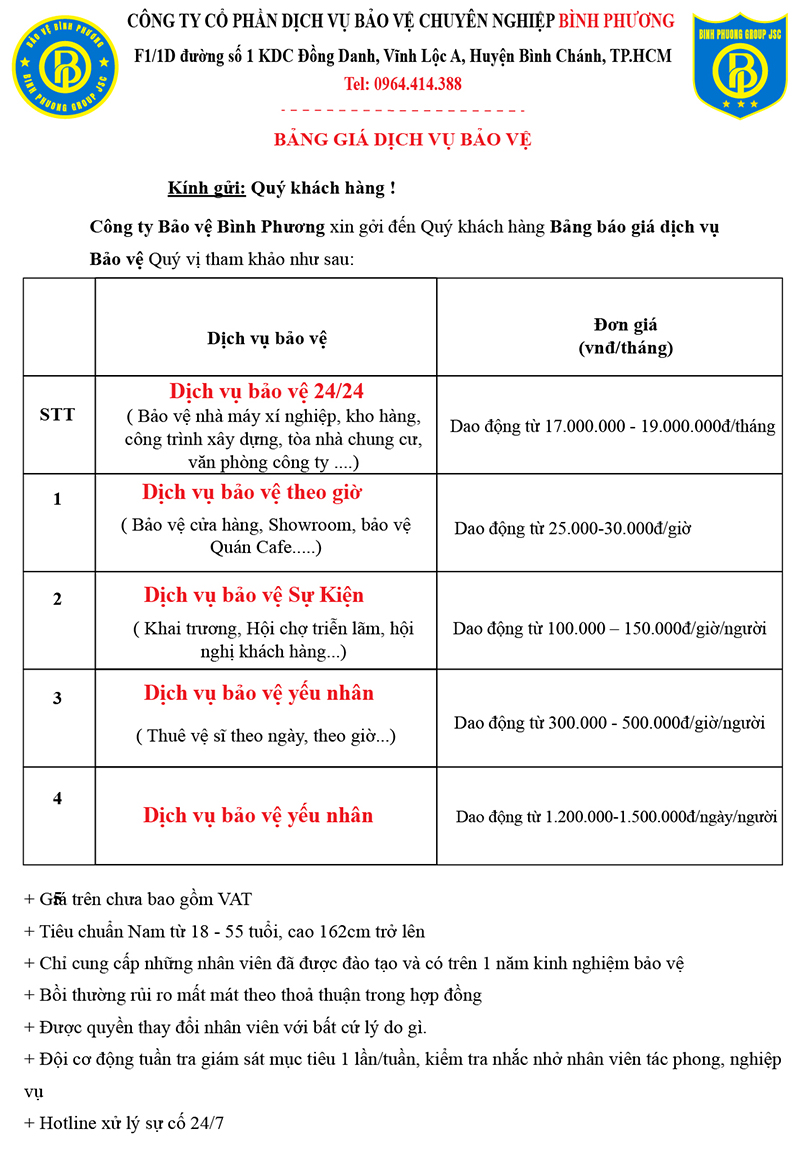 BẢO VỆ BÌNH PHƯƠNG
BINH PHUONG GROUP JSC
CÔNG TY CỔ PHẦN DỊCH VỤ BẢO VỆ CHUYÊN NGHIỆP BÌNH PHƯƠNG
F1/1D đường số 1 KDC Đồng Danh, Vĩnh Lộc A, Huyện Bình Chánh, TP.HCM
Tel: 0964.414.388
BINH PHUONG GROUP JSC
BẢNG GIÁ DỊCH VỤ BẢO VỆ
Kính gửi: Quý khách hàng !
Công ty Bảo vệ Bình Phương xin gởi đến Quý khách hàng Bảng báo giá dịch vụ
Bảo vệ Quý vị tham khảo như sau:
Dịch vụ bảo vệ
Đơn giá
(vnđ/tháng)
STT
Dịch vụ bảo vệ 24/24
( Bảo vệ nhà máy xí nghiệp, kho hàng,
công trình xây dựng, tòa nhà chung cư,
văn phòng công ty ....)
Dao động từ 17.000.000 - 19.000.000đ/tháng
1
Dịch vụ bảo vệ theo giờ
( Bảo vệ cửa hàng, Showroom, bảo vệ
Quán Cafe.....)
Dao động từ 25.000-30.000đ/giờ
2
Dịch vụ bảo vệ Sự Kiện
( Khai trương, Hội chợ triễn lãm, hội
nghị khách hàng...)
Dao động từ 100.000 – 150.000đ/giờ/người
3
Dịch vụ bảo vệ yếu nhân
( Thuê vệ sĩ theo ngày, theo giờ...)
Dao động từ 300.000 - 500.000đ/giờ/người
4
Dịch vụ bảo vệ yếu nhân
Dao động từ 1.200.000-1.500.000đ/ngày/người
5
+ Giá trên chưa bao gồm VAT
+ Tiêu chuẩn Nam từ 18 - 55 tuổi, cao 162cm trở lên
+ Chỉ cung cấp những nhân viên đã được đào tạo và có trên 1 năm kinh nghiệm bảo vệ
+ Bồi thường rủi ro mất mát theo thoả thuận trong hợp đồng
+ Được quyền thay đổi nhân viên với bất cứ lý do gì.
+ Đội cơ động tuần tra giám sát mục tiêu 1 lần/tuần, kiểm tra nhắc nhở nhân viên tác phong, nghiệp
vụ
+ Hotline xử lý sự cố 24/7